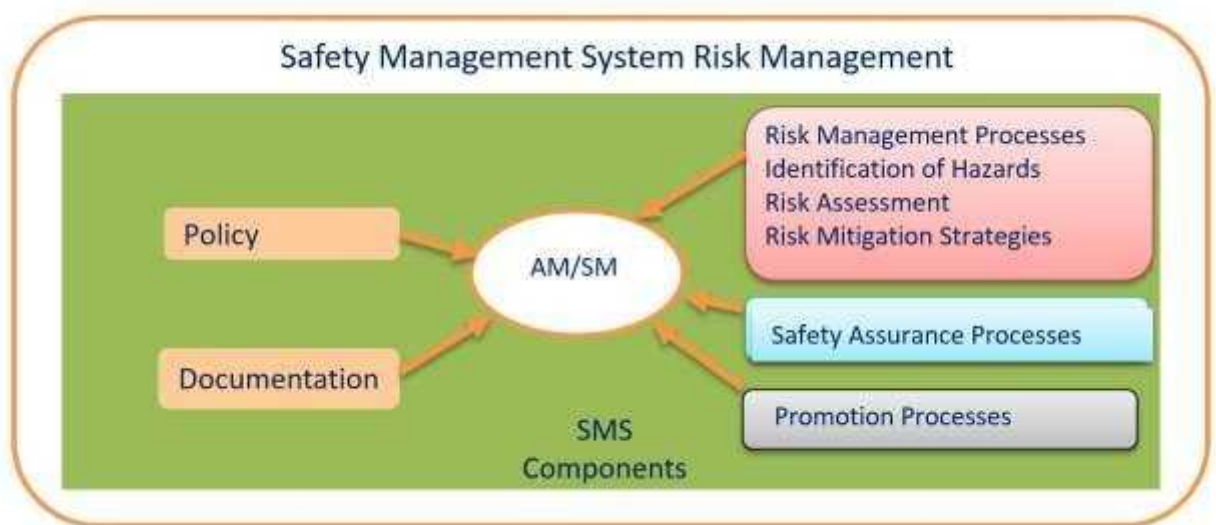 Safety Management System Risk Management
Risk Management Processes
Identification of Hazards
Risk Assessment
Risk Mitigation Strategies
Policy
AM/SM
Safety Assurance Processes
Documentation
Promotion Processes
SMS
Components